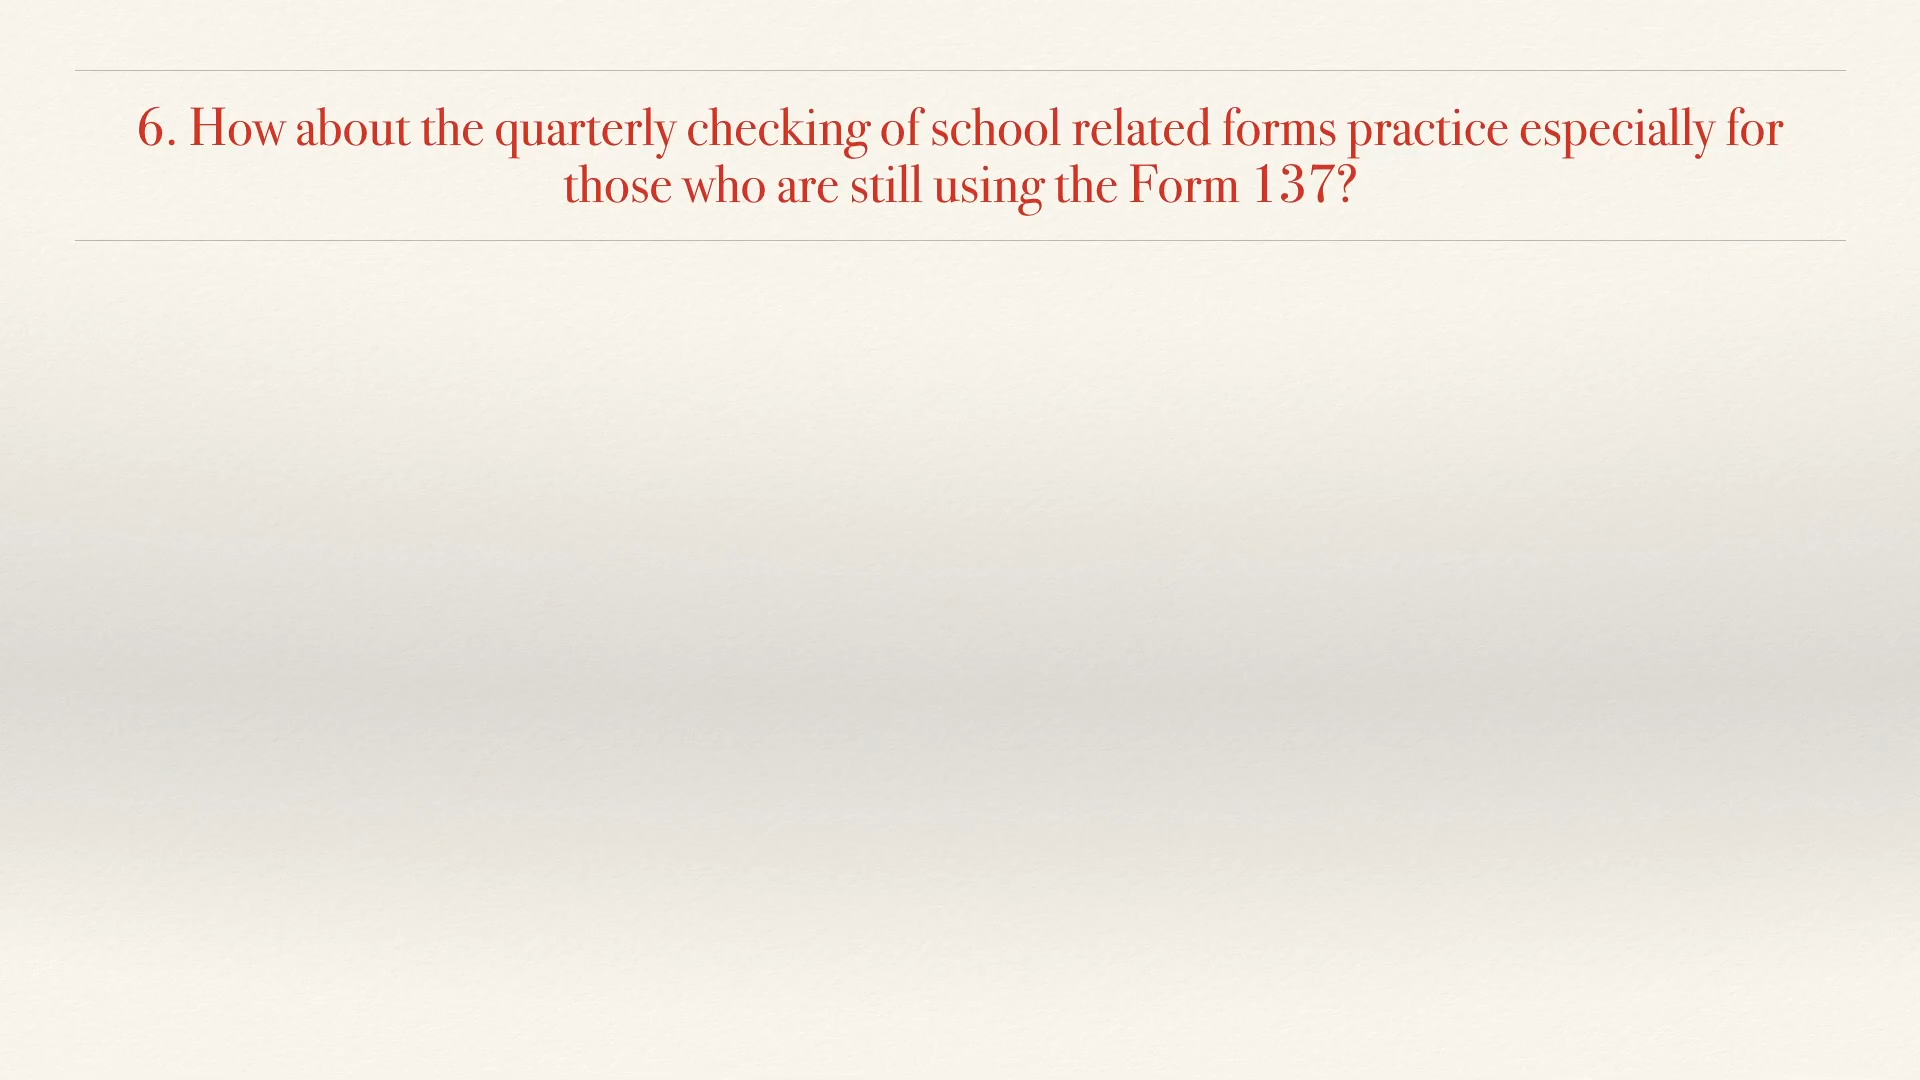 6. How about the quarterly checking of school related forms practice especially for
those who are still using the Form 137?